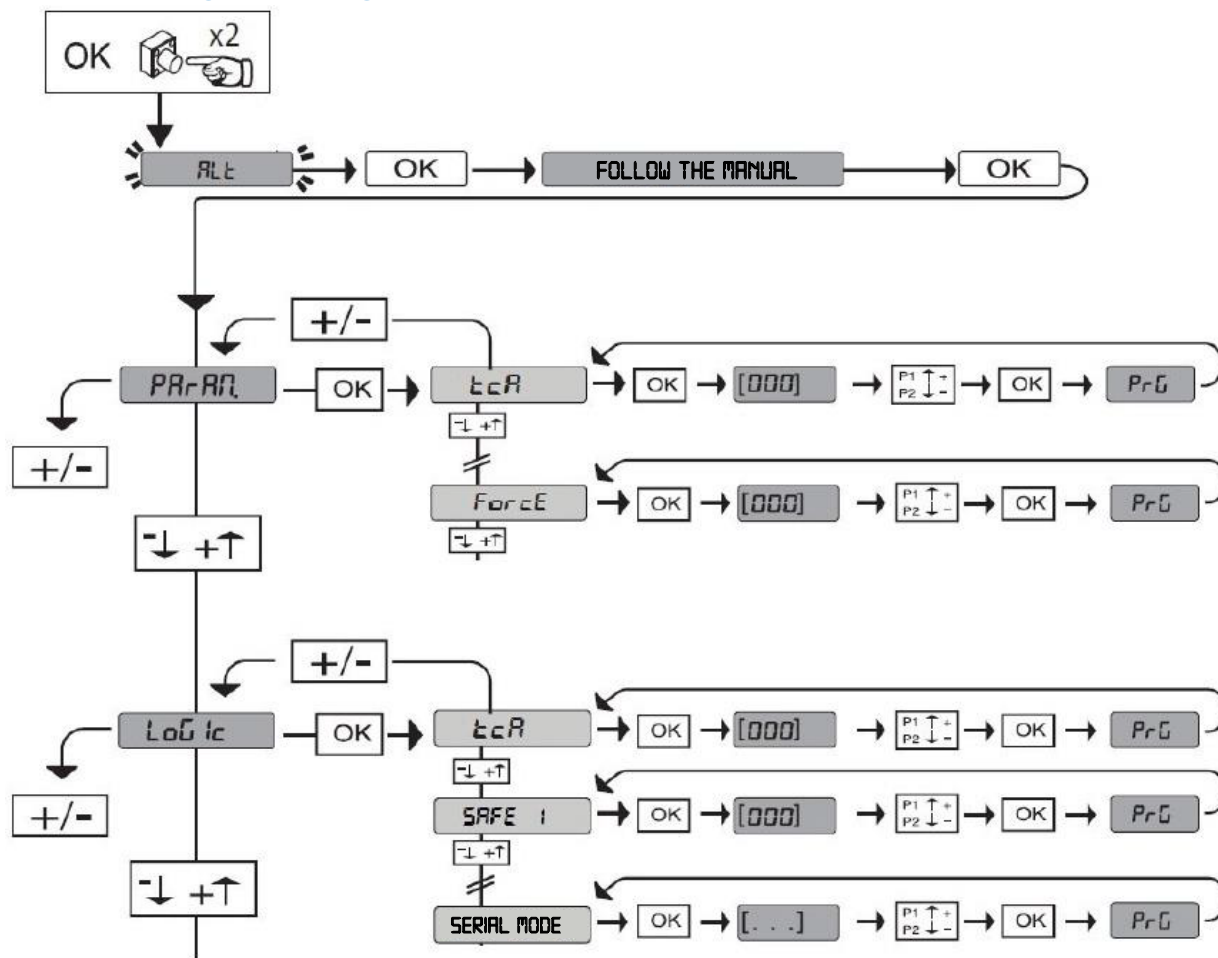 OK x2
ALt OK FOLLOW THE MANUAL OK
+/-
PArAM. OK tcA OK [000] P1 ↑ + OK PrG
P2 ↓ -
-↓ +↑
+/-
ForcE OK [000] P1 ↑ + OK PrG
P2 ↓ -
-↓ +↑
-↓ +↑
+/-
LoGIc OK tcA OK [000] P1 ↑ + OK PrG
P2 ↓ -
-↓ +↑
+/-
SAFE 1 OK [000] P1 ↑ + OK PrG
P2 ↓ -
-↓ +↑
-↓ +↑
SERIAL MODE OK [. . .] P1 ↑ + OK PrG
P2 ↓ -